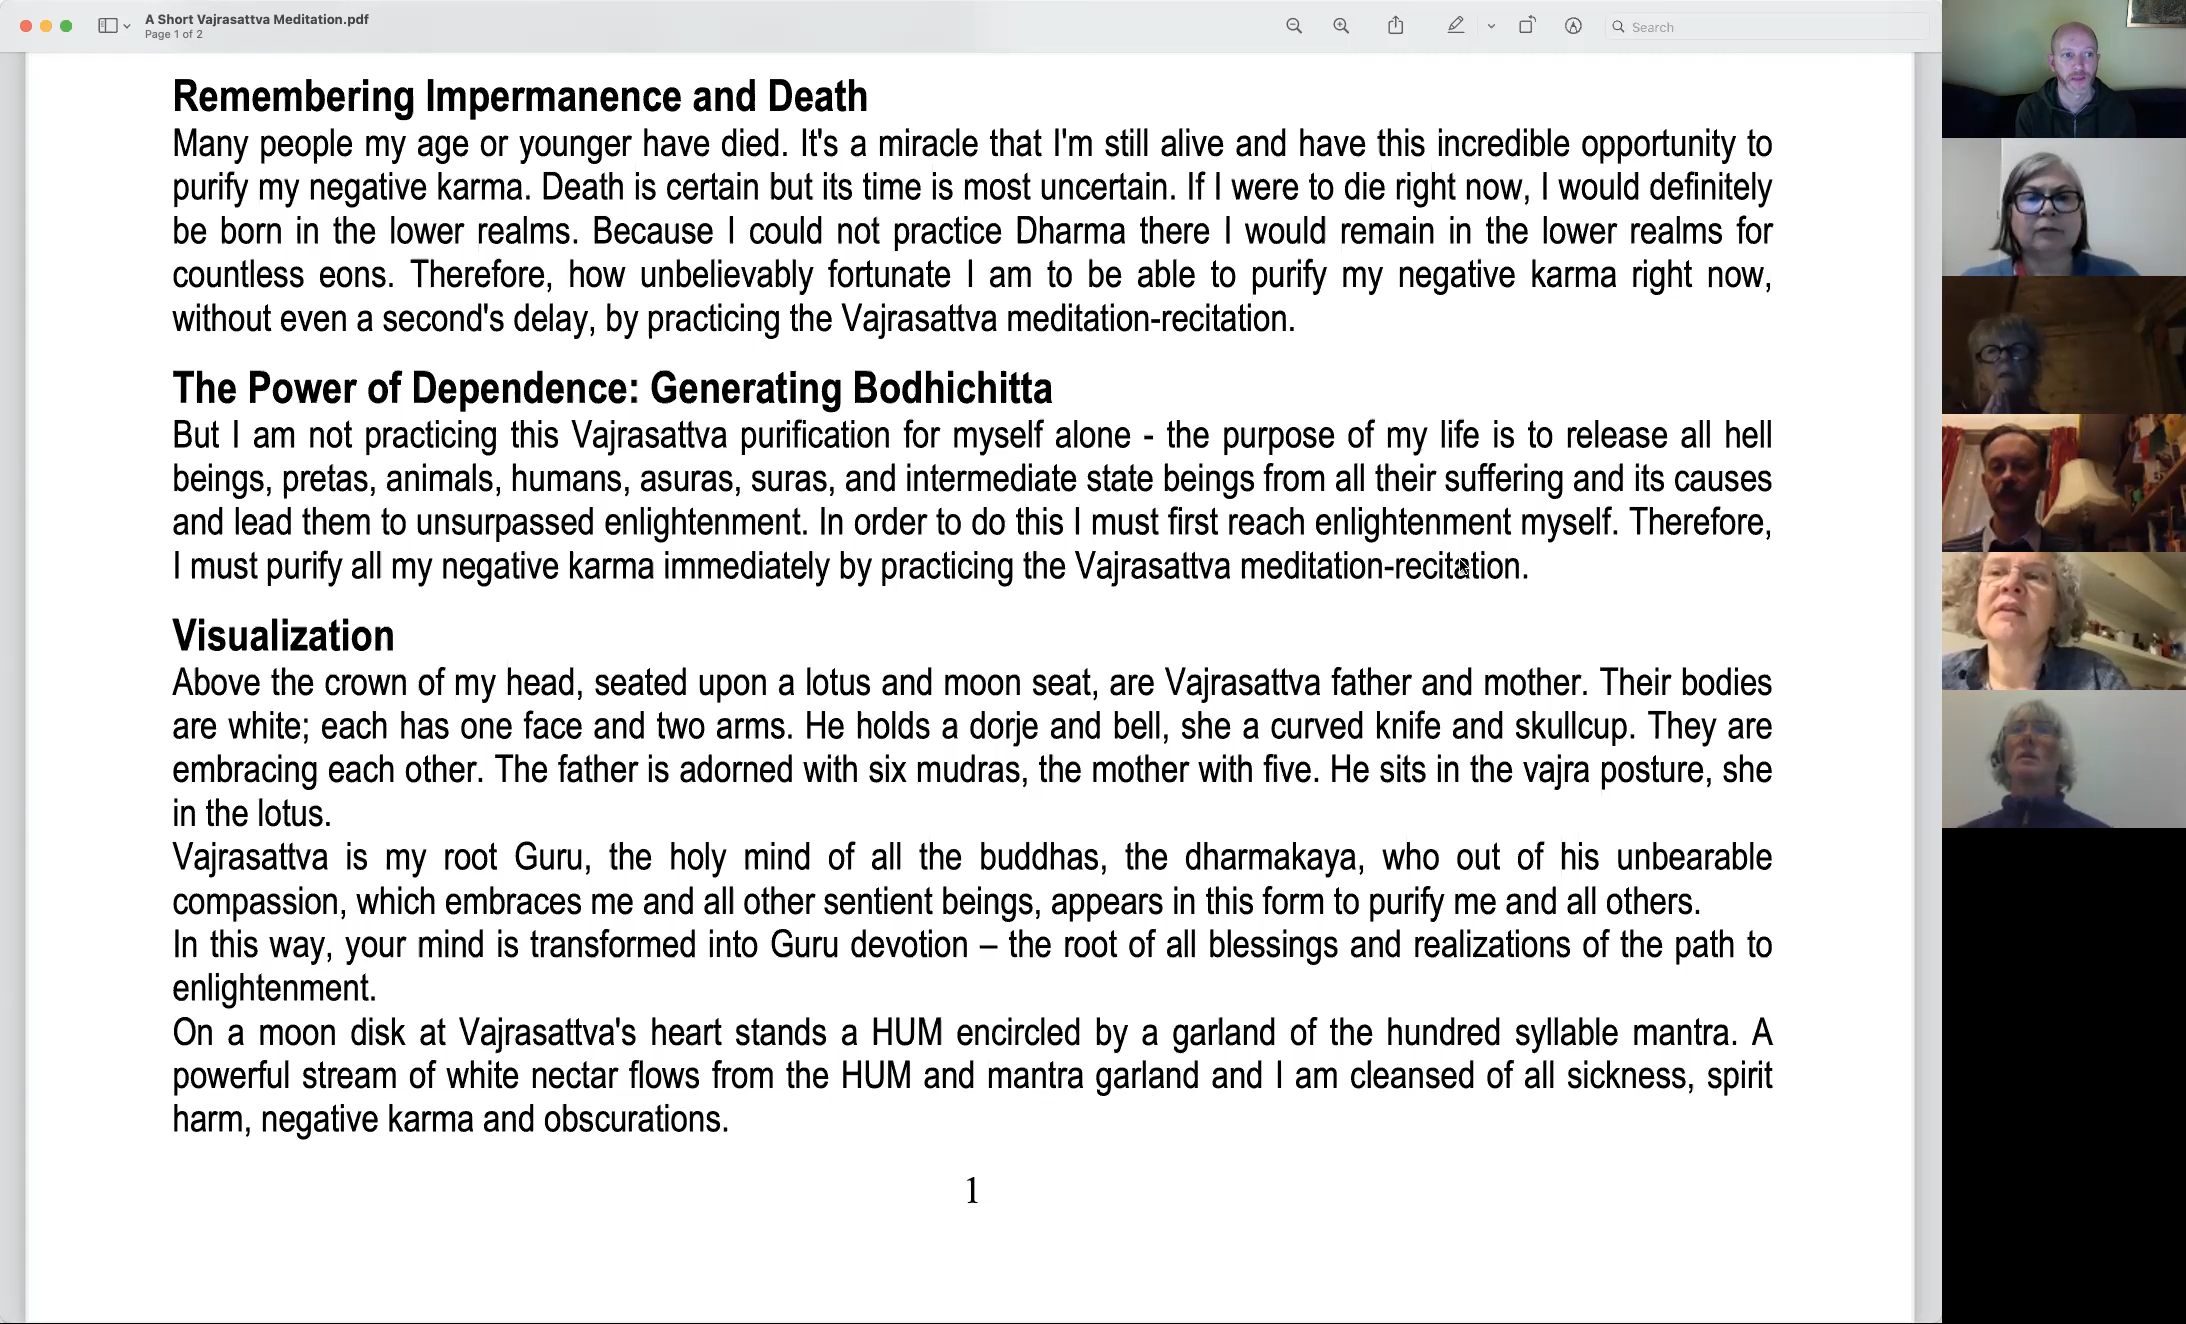 A Short Vajrasattva Meditation.pdf
Page 1 of 2
Search
Remembering Impermanence and Death
Many people my age or younger have died. It's a miracle that I'm still alive and have this incredible opportunity to
purify my negative karma. Death is certain but its time is most uncertain. If I were to die right now, I would definitely
be born in the lower realms. Because I could not practice Dharma there I would remain in the lower realms for
countless eons. Therefore, how unbelievably fortunate I am to be able to purify my negative karma right now,
without even a second's delay, by practicing the Vajrasattva meditation-recitation.
The Power of Dependence: Generating Bodhichitta
But I am not practicing this Vajrasattva purification for myself alone - the purpose of my life is to release all hell
beings, pretas, animals, humans, asuras, suras, and intermediate state beings from all their suffering and its causes
and lead them to unsurpassed enlightenment. In order to do this I must first reach enlightenment myself. Therefore,
I must purify all my negative karma immediately by practicing the Vajrasattva meditation-recitation.
Visualization
Above the crown of my head, seated upon a lotus and moon seat, are Vajrasattva father and mother. Their bodies
are white; each has one face and two arms. He holds a dorje and bell, she a curved knife and skullcup. They are
embracing each other. The father is adorned with six mudras, the mother with five. He sits in the vajra posture, she
in the lotus.
Vajrasattva is my root Guru, the holy mind of all the buddhas, the dharmakaya, who out of his unbearable
compassion, which embraces me and all other sentient beings, appears in this form to purify me and all others.
In this way, your mind is transformed into Guru devotion – the root of all blessings and realizations of the path to
enlightenment.
On a moon disk at Vajrasattva's heart stands a HUM encircled by a garland of the hundred syllable mantra. A
powerful stream of white nectar flows from the HUM and mantra garland and I am cleansed of all sickness, spirit
harm, negative karma and obscurations.
1